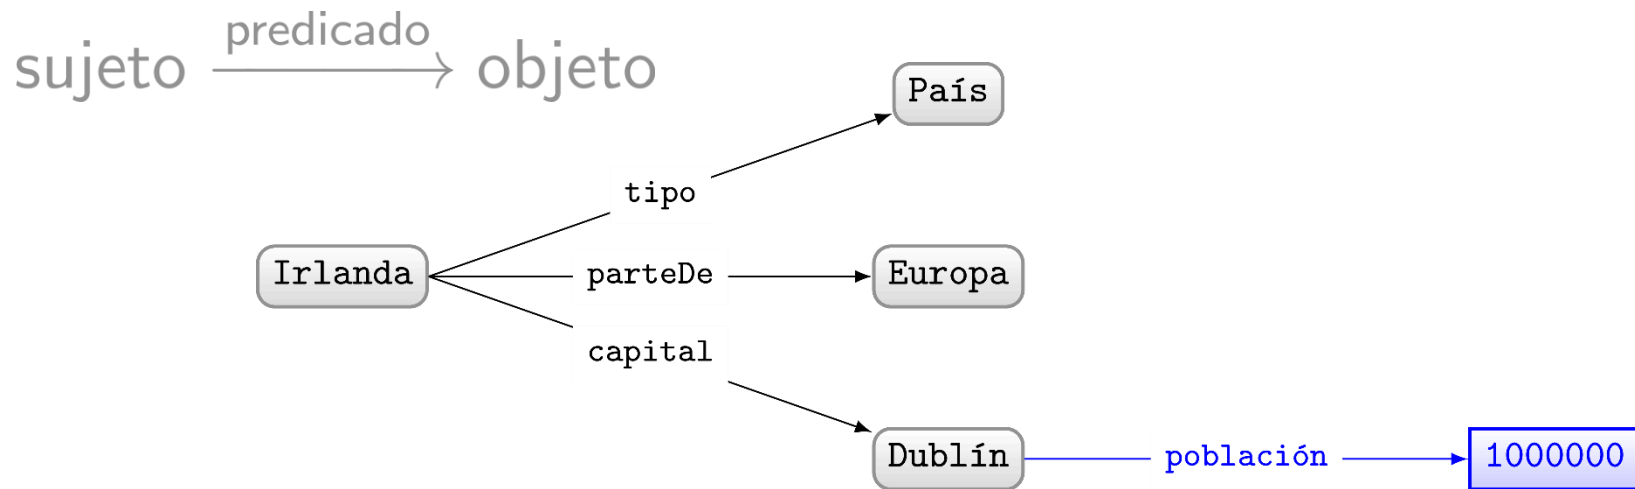 predicado
sujeto objeto
País
tipo
Irlanda parteDe Europa
capital
Dublín población 1000000